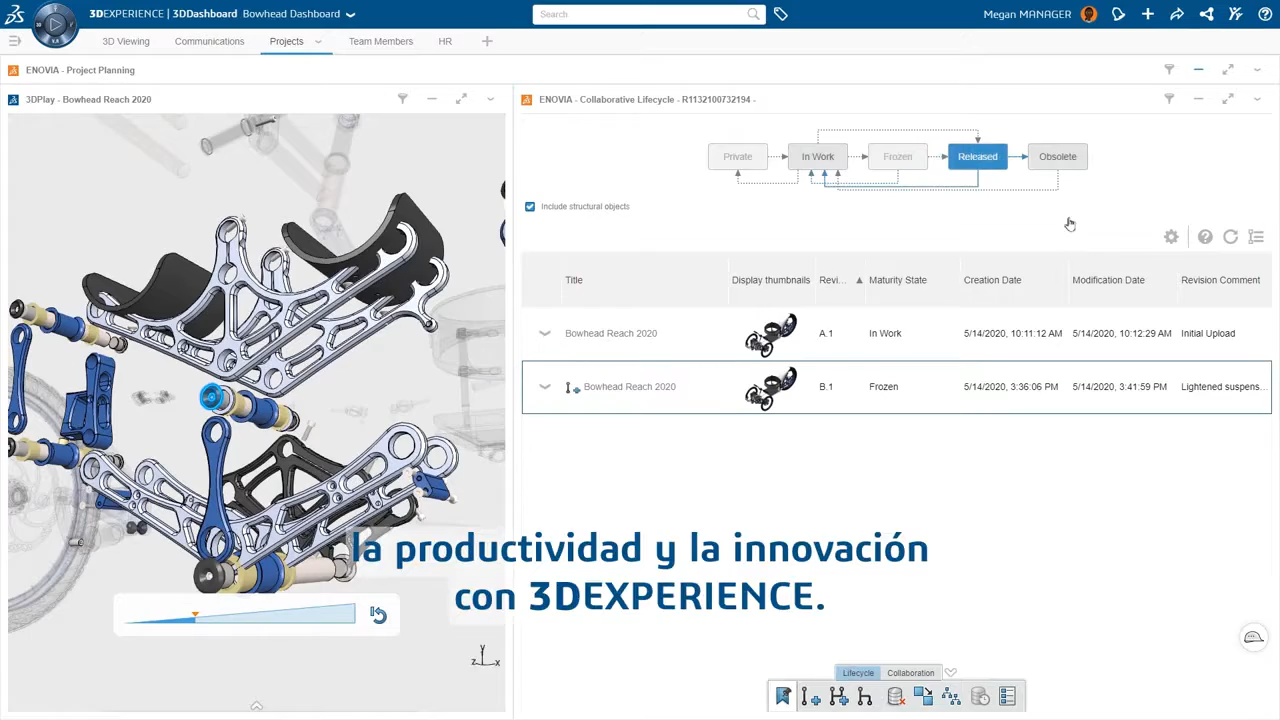 3DEXPERIENCE | 3DDashboard Bowhead Dashboard
Search
Megan MANAGER
3D Viewing Communications Projects Team Members HR
ENOVIA - Project Planning
3DPlay - Bowhead Reach 2020
ENOVIA - Collaborative Lifecycle - R1132100732194 -
Private In Work Frozen Released Obsolete
Include structural objects
Title Display thumbnails Revi... Maturity State Creation Date Modification Date Revision Comment
Bowhead Reach 2020 A.1 In Work 5/14/2020, 10:11:12 AM 5/14/2020, 10:12:29 AM Initial Upload
Bowhead Reach 2020 B.1 Frozen 5/14/2020, 3:36:06 PM 5/14/2020, 3:41:59 PM Lightened suspens...
la productividad y la innovación
con 3DEXPERIENCE.
y
z x
Lifecycle Collaboration